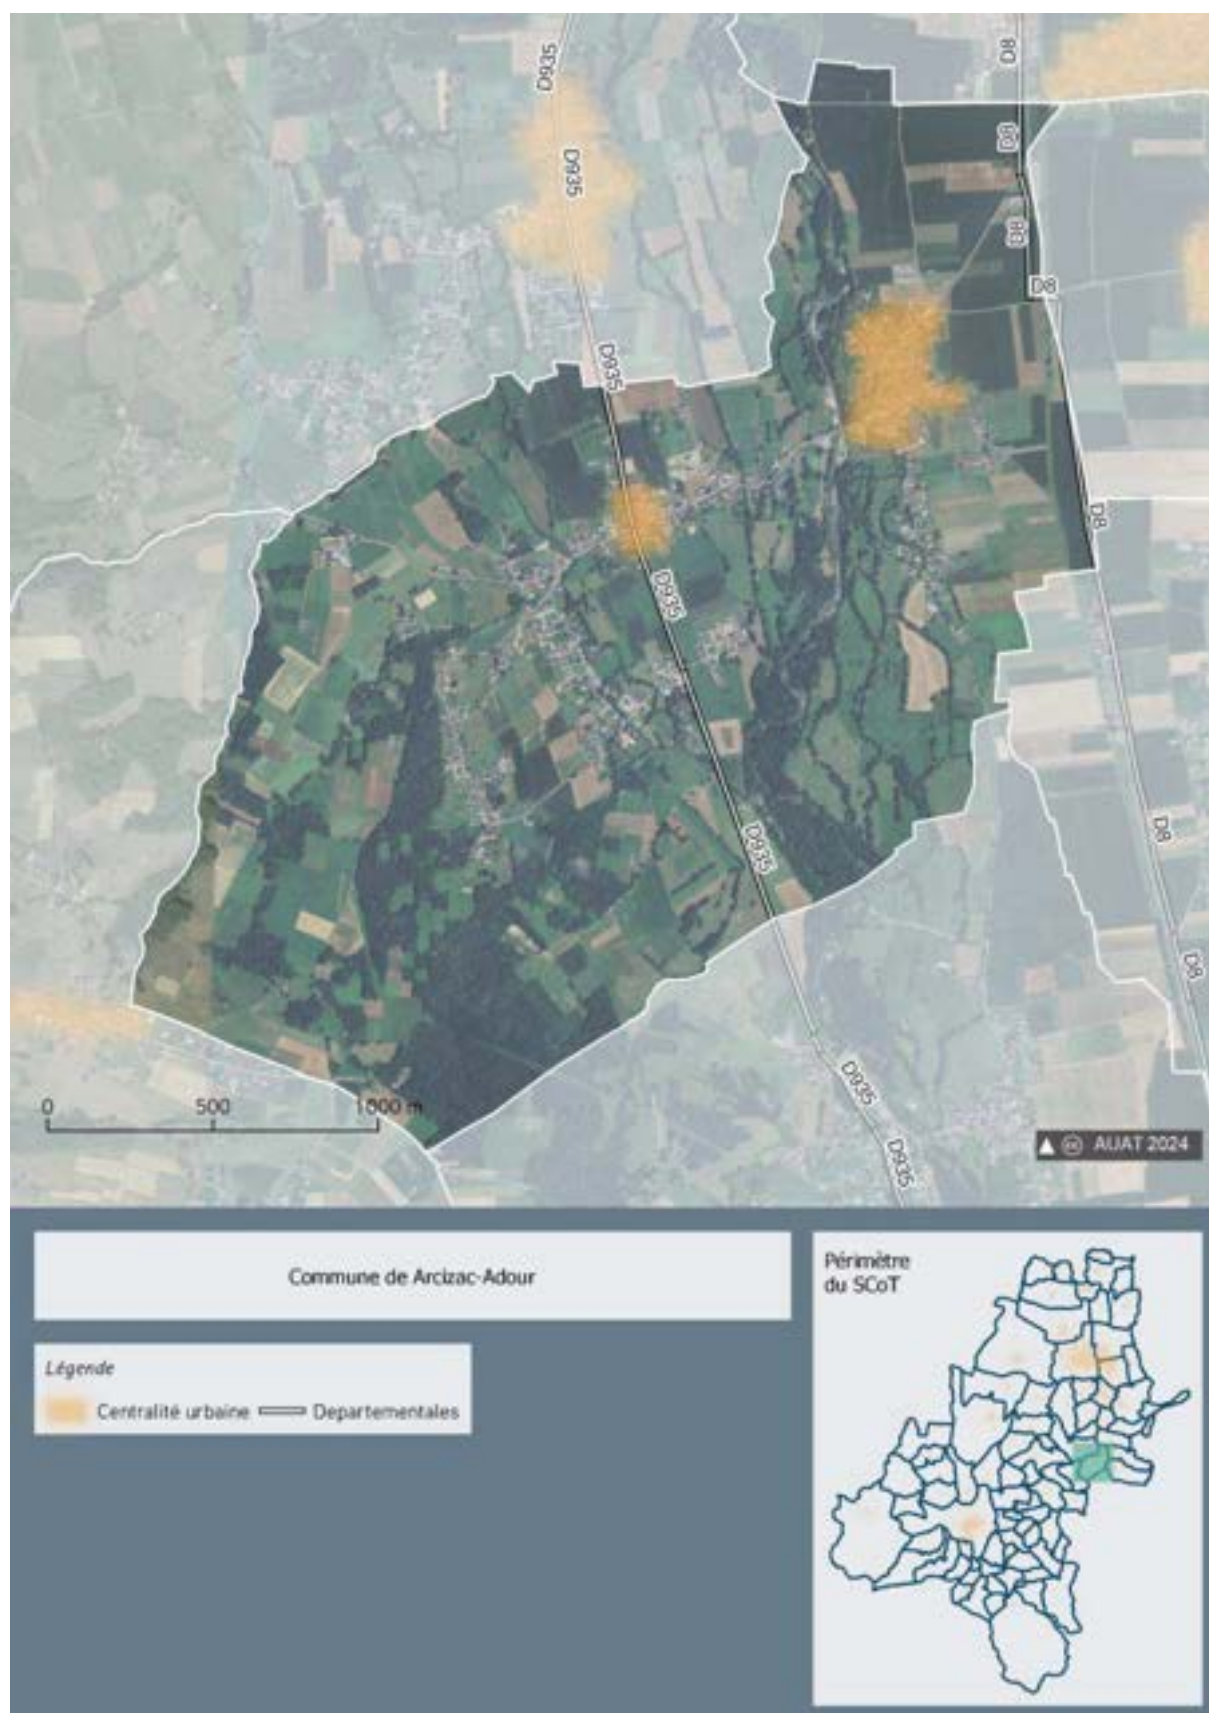 D935
D8
D935
D8
D8
D8
D935
D8
D935
D935
D8
D8
D935
D935
0 500 1000 m
AUAT 2024
Commune de Arcizac-Adour
Périmètre
du SCoT
Légende
Centralité urbaine
Departementales